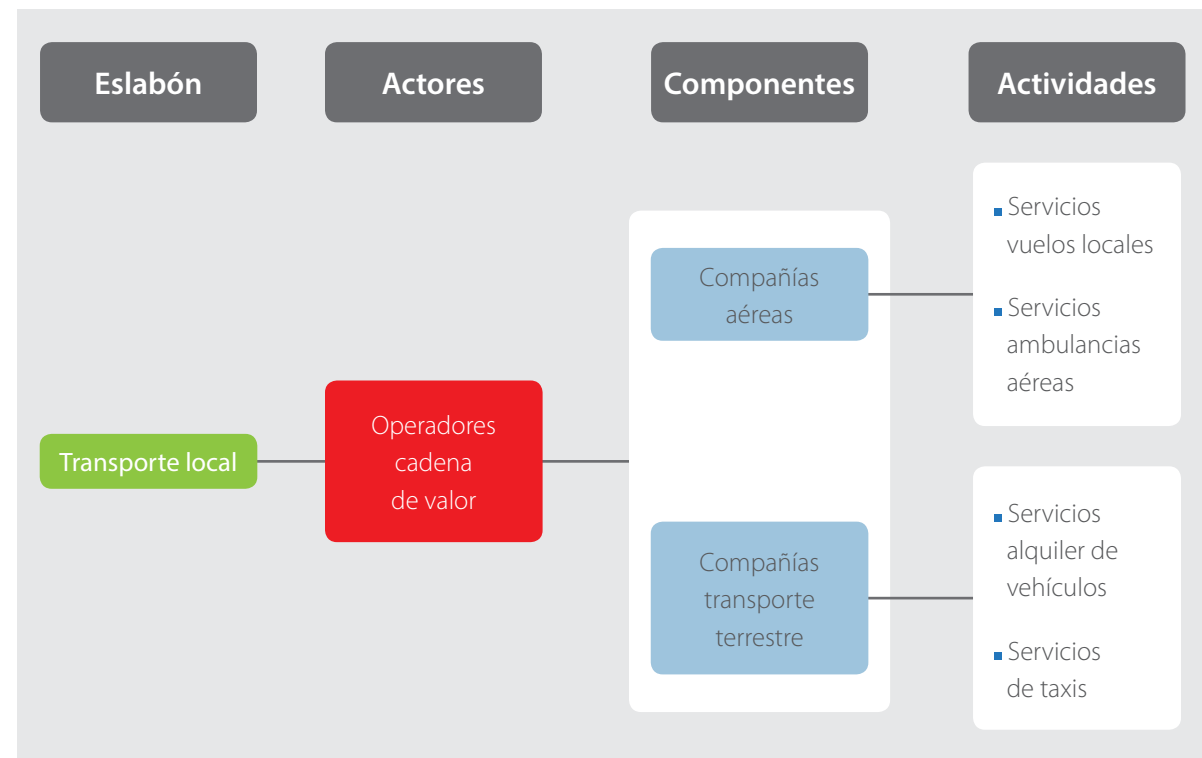 Eslabón
Actores
Componentes
Actividades
Transporte local
Operadores
cadena
de valor
Compañías
aéreas
Servicios
vuelos locales
Servicios
ambulancias
aéreas
Compañías
transporte
terrestre
Servicios
alquiler de
vehículos
Servicios
de taxis